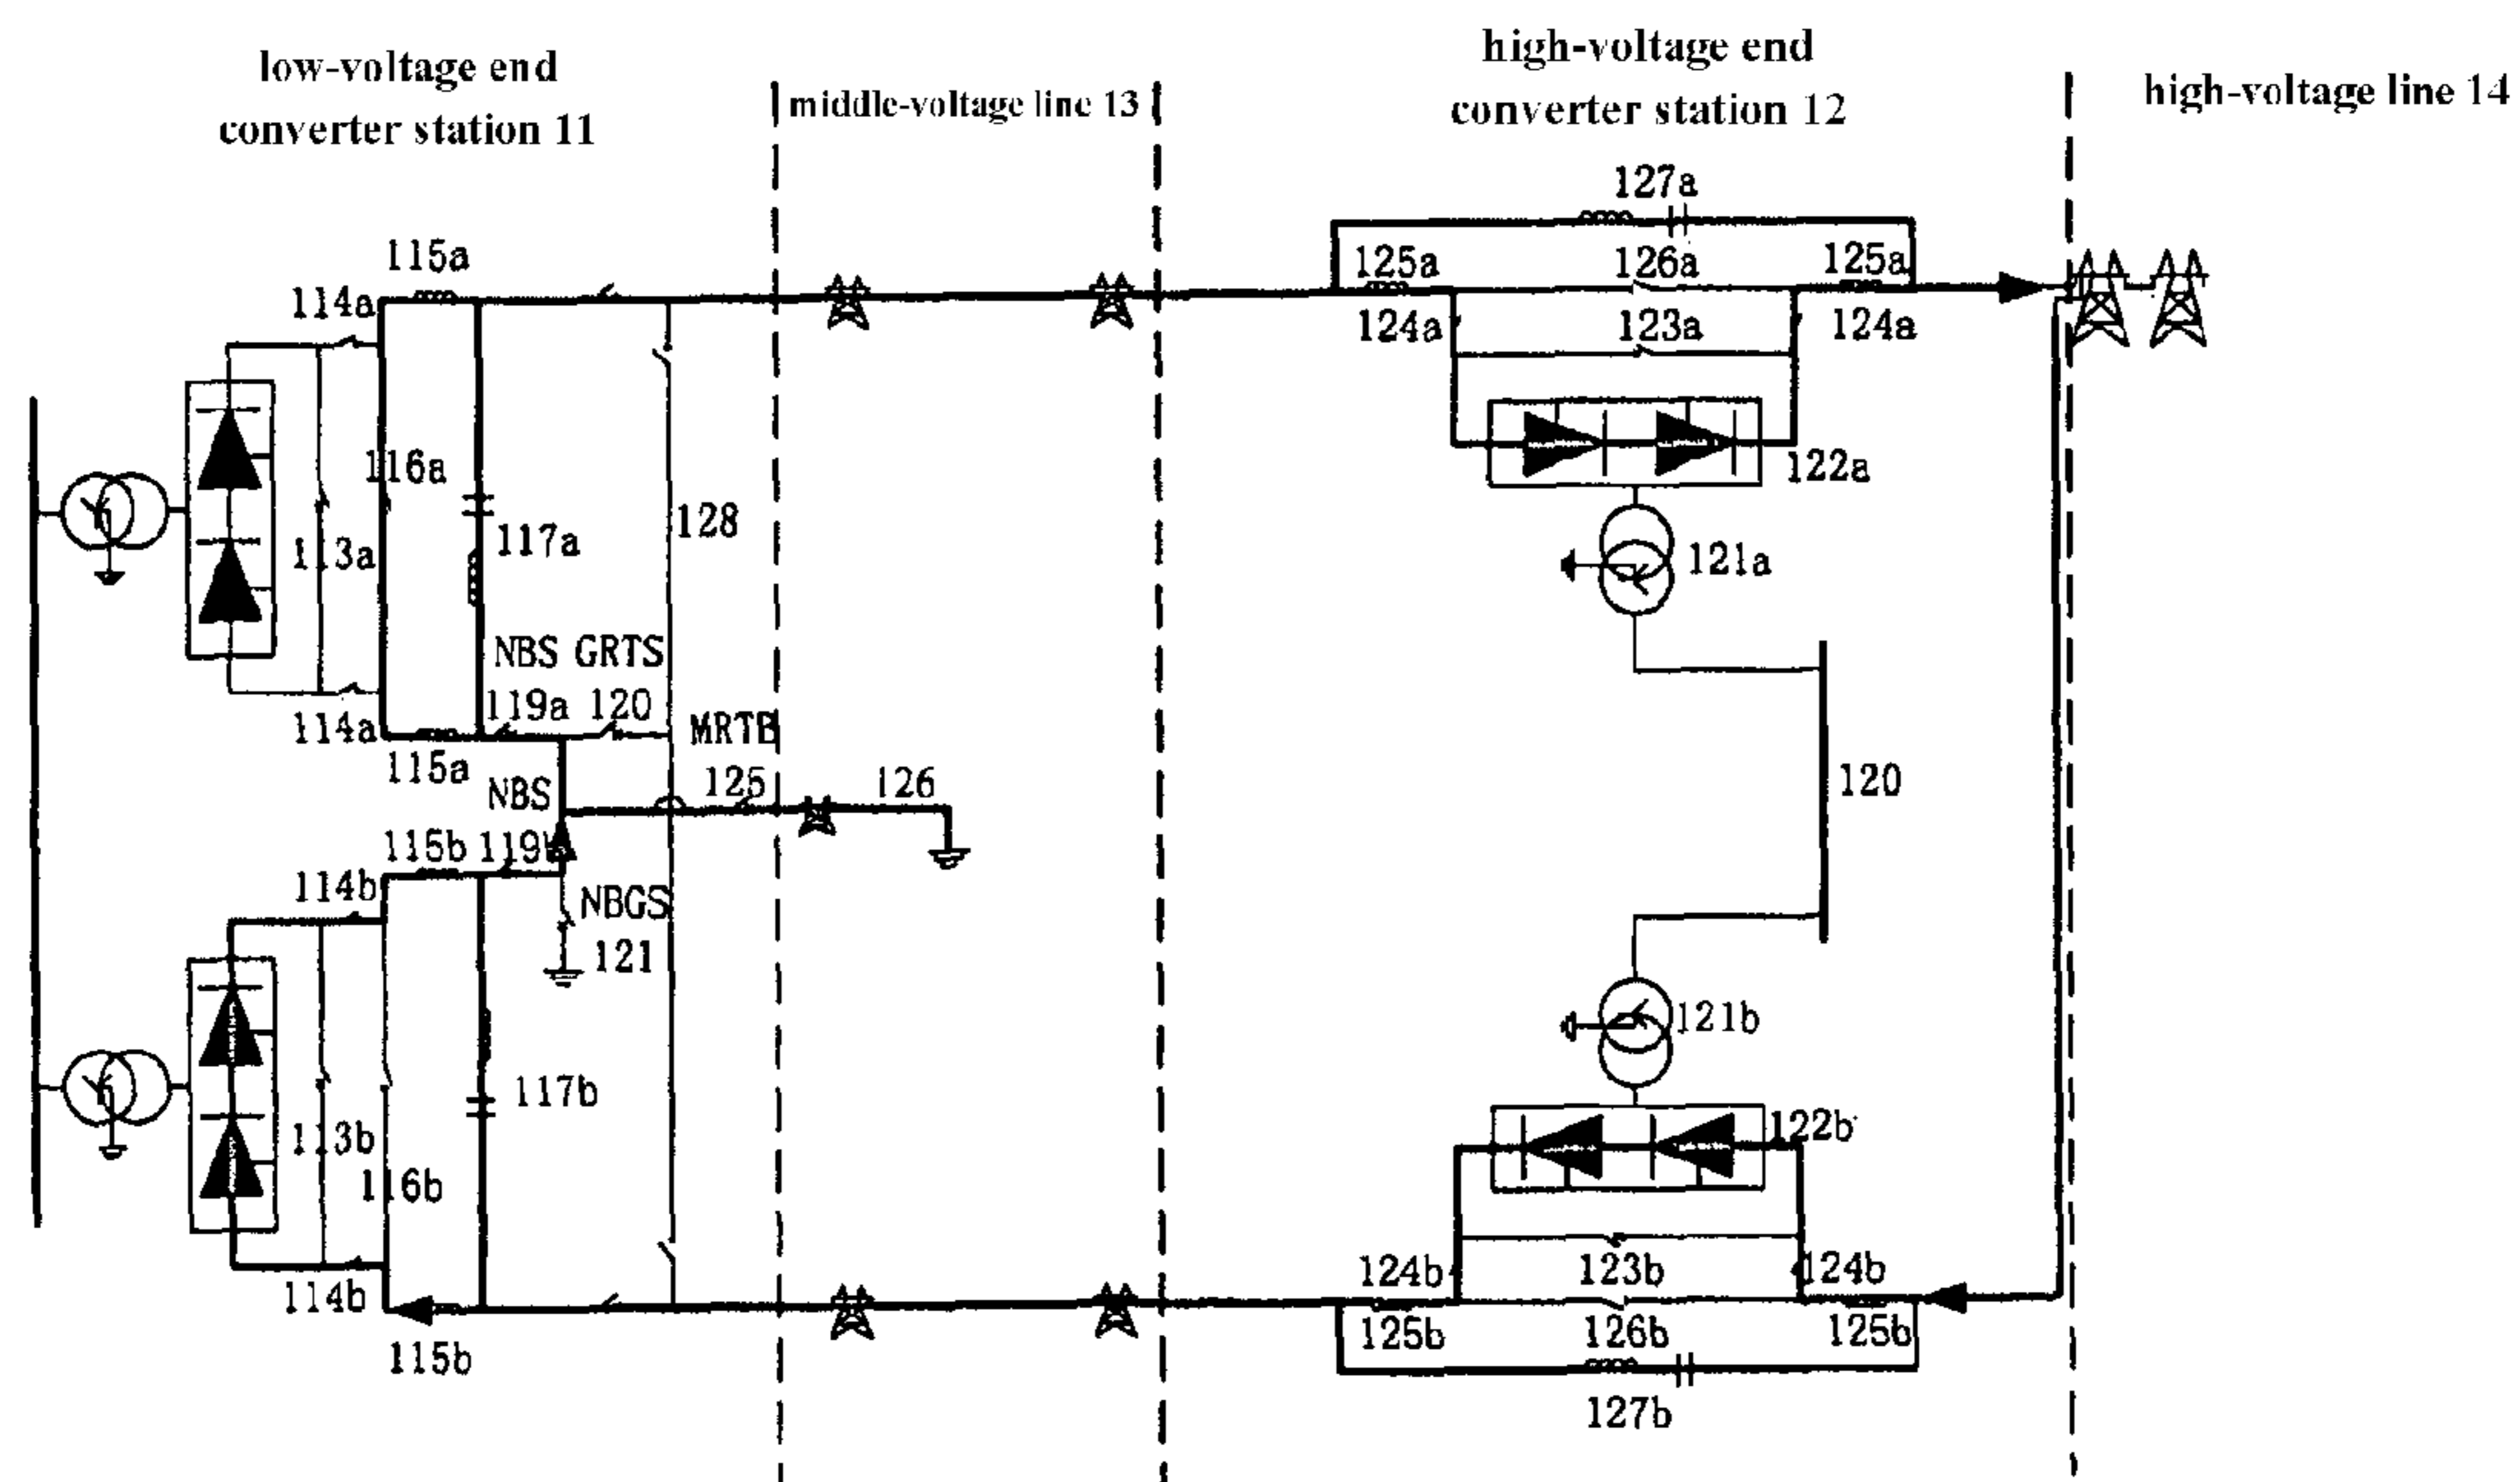 low-voltage end
converter station 11
middle-voltage line 13
high-voltage end
converter station 12
high-voltage line 14
127a
115a
125a
126a
125a
114a
124a
123a
124a
116a
122a
128
117a
113a
121a
NBS GRTS
119a 120
114a
MRTB
115a
NBS
125
126
120
115b
119b
114b
NBGS
121
121b
117b
122b
113b
116b
124b
123b
124b
114b
125b
126b
125b
115b
127b